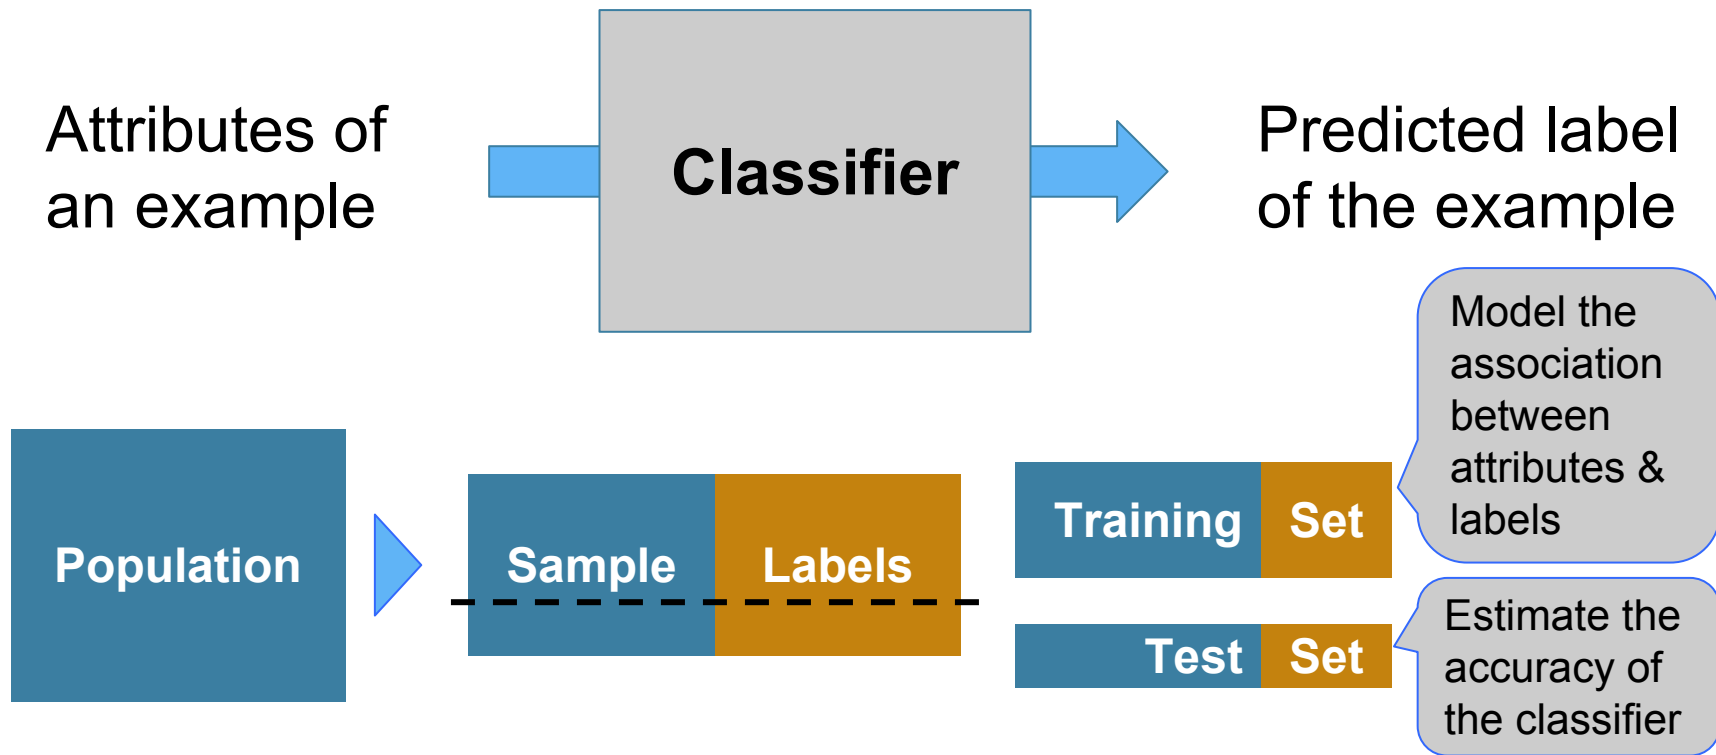 Attributes of
an example
Classifier
Predicted label
of the example
Model the
association
between
attributes &
labels
Population
Sample Labels
Training Set
Test Set
Estimate the
accuracy of
the classifier